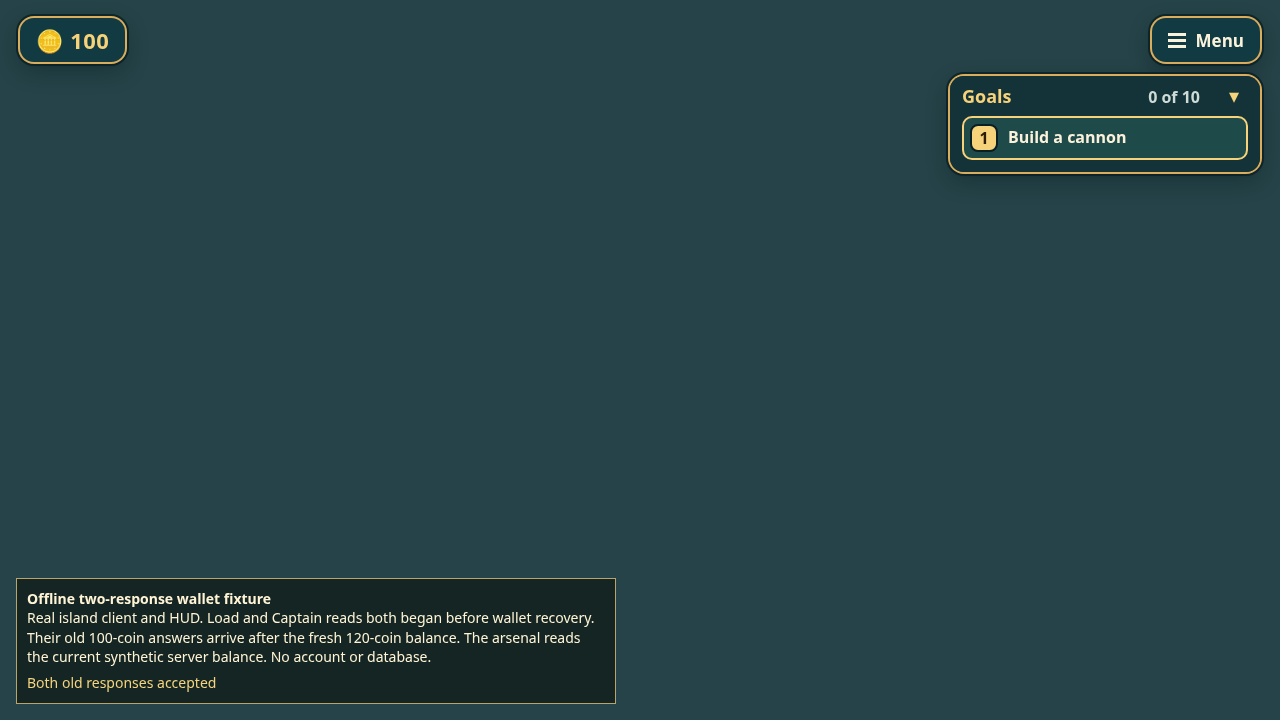 100
Menu
Goals 0 of 10 ▼
1 Build a cannon
Offline two-response wallet fixture
Real island client and HUD. Load and Captain reads both began before wallet recovery.
Their old 100-coin answers arrive after the fresh 120-coin balance. The arsenal reads
the current synthetic server balance. No account or database.
Both old responses accepted